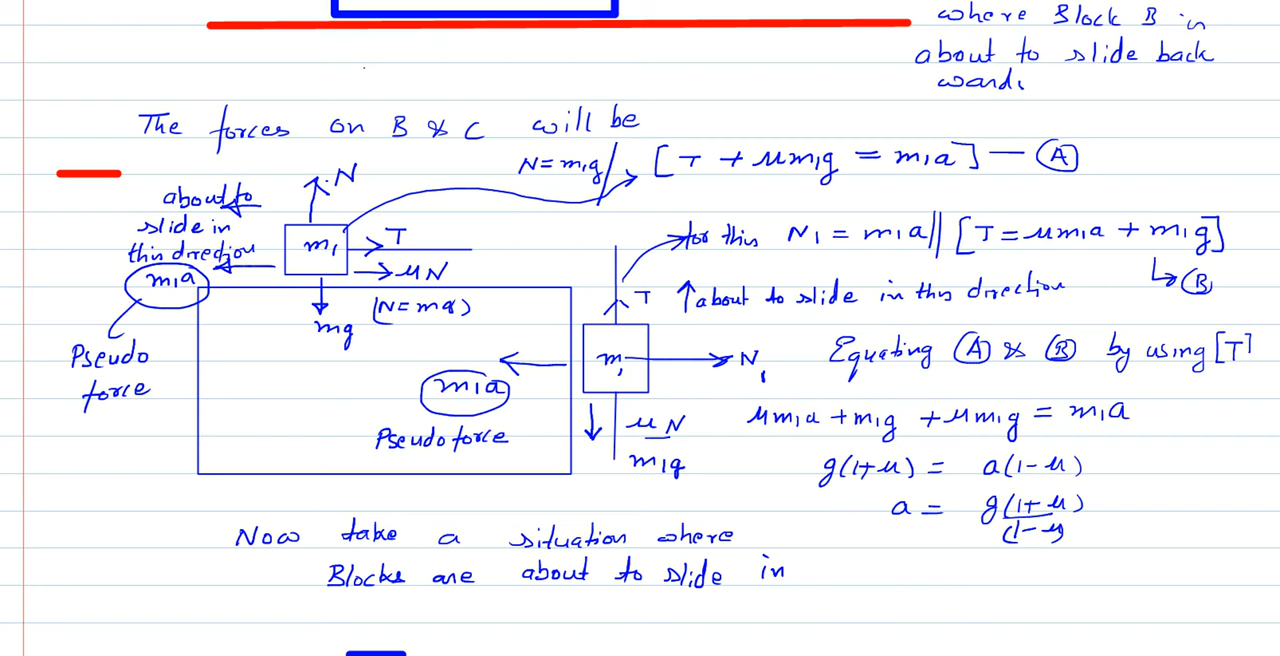 where Block B is
about to slide back
ward.
The forces on B & C will be
N=m1g/ [T + μm1g = m1a] — (A)
N
about to
slide in
this direction
m1
T
μN
m1a
(N=mg)
mg
Pseudo
force
for this N1 = m1a // [T = μm1a + m1g]
(B)
T ↑ about to slide in this direction
m1
N1
Equating (A) & (B) by using [T]
m1a
Pseudo force
μN
m1g
μm1a + m1g + μm1g = m1a
g(1+μ) = a(1-μ)
a = g(1+μ)
(1-μ)
Now take a situation where
Blocks are about to slide in